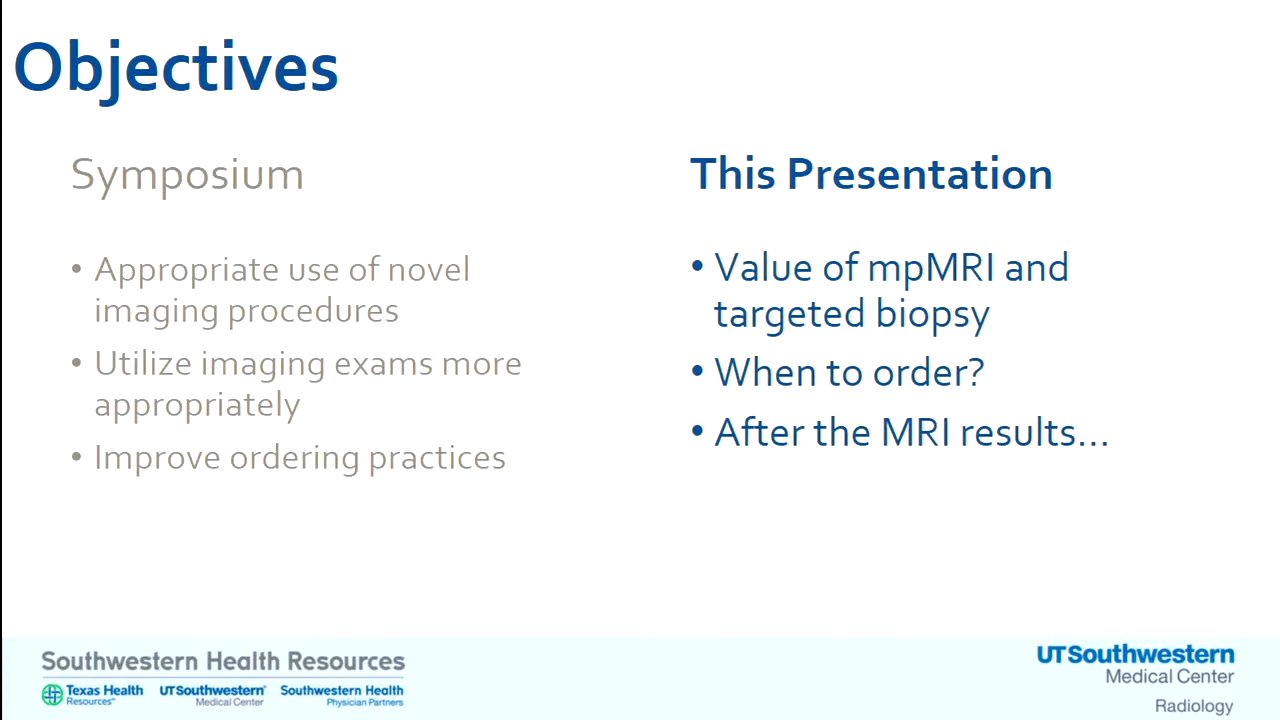 Objectives
Symposium
• Appropriate use of novel
imaging procedures
• Utilize imaging exams more
appropriately
• Improve ordering practices
This Presentation
• Value of mpMRI and
targeted biopsy
• When to order?
• After the MRI results...
Southwestern Health Resources
Texas Health
Resources
UTSouthwestern
Medical Center
Southwestern Health
Physician Partners
UTSouthwestern
Medical Center
Radiology